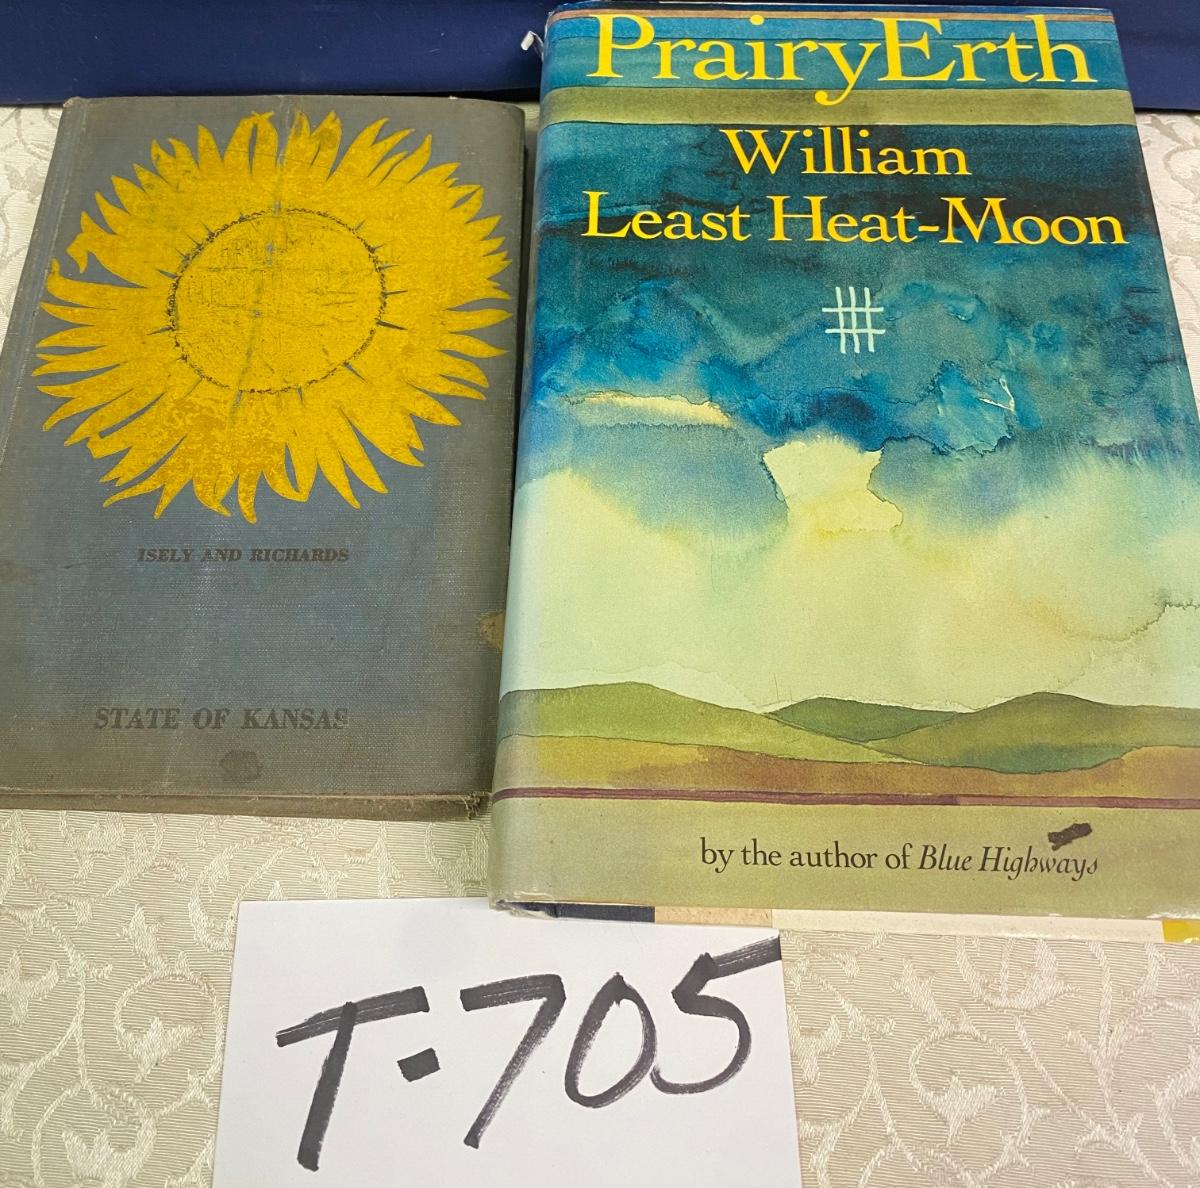 ISELY AND RICHARDS
STATE OF KANSAS
PrairyErth
William
Least Heat-Moon
by the author of Blue Highways
T-705